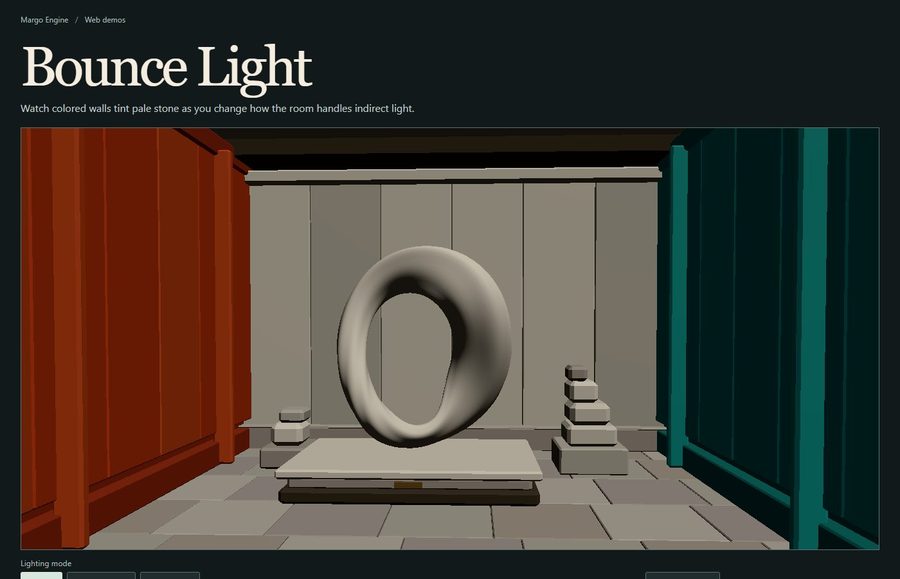 Margo Engine / Web demos
Bounce Light
Watch colored walls tint pale stone as you change how the room handles indirect light.
Lighting mode